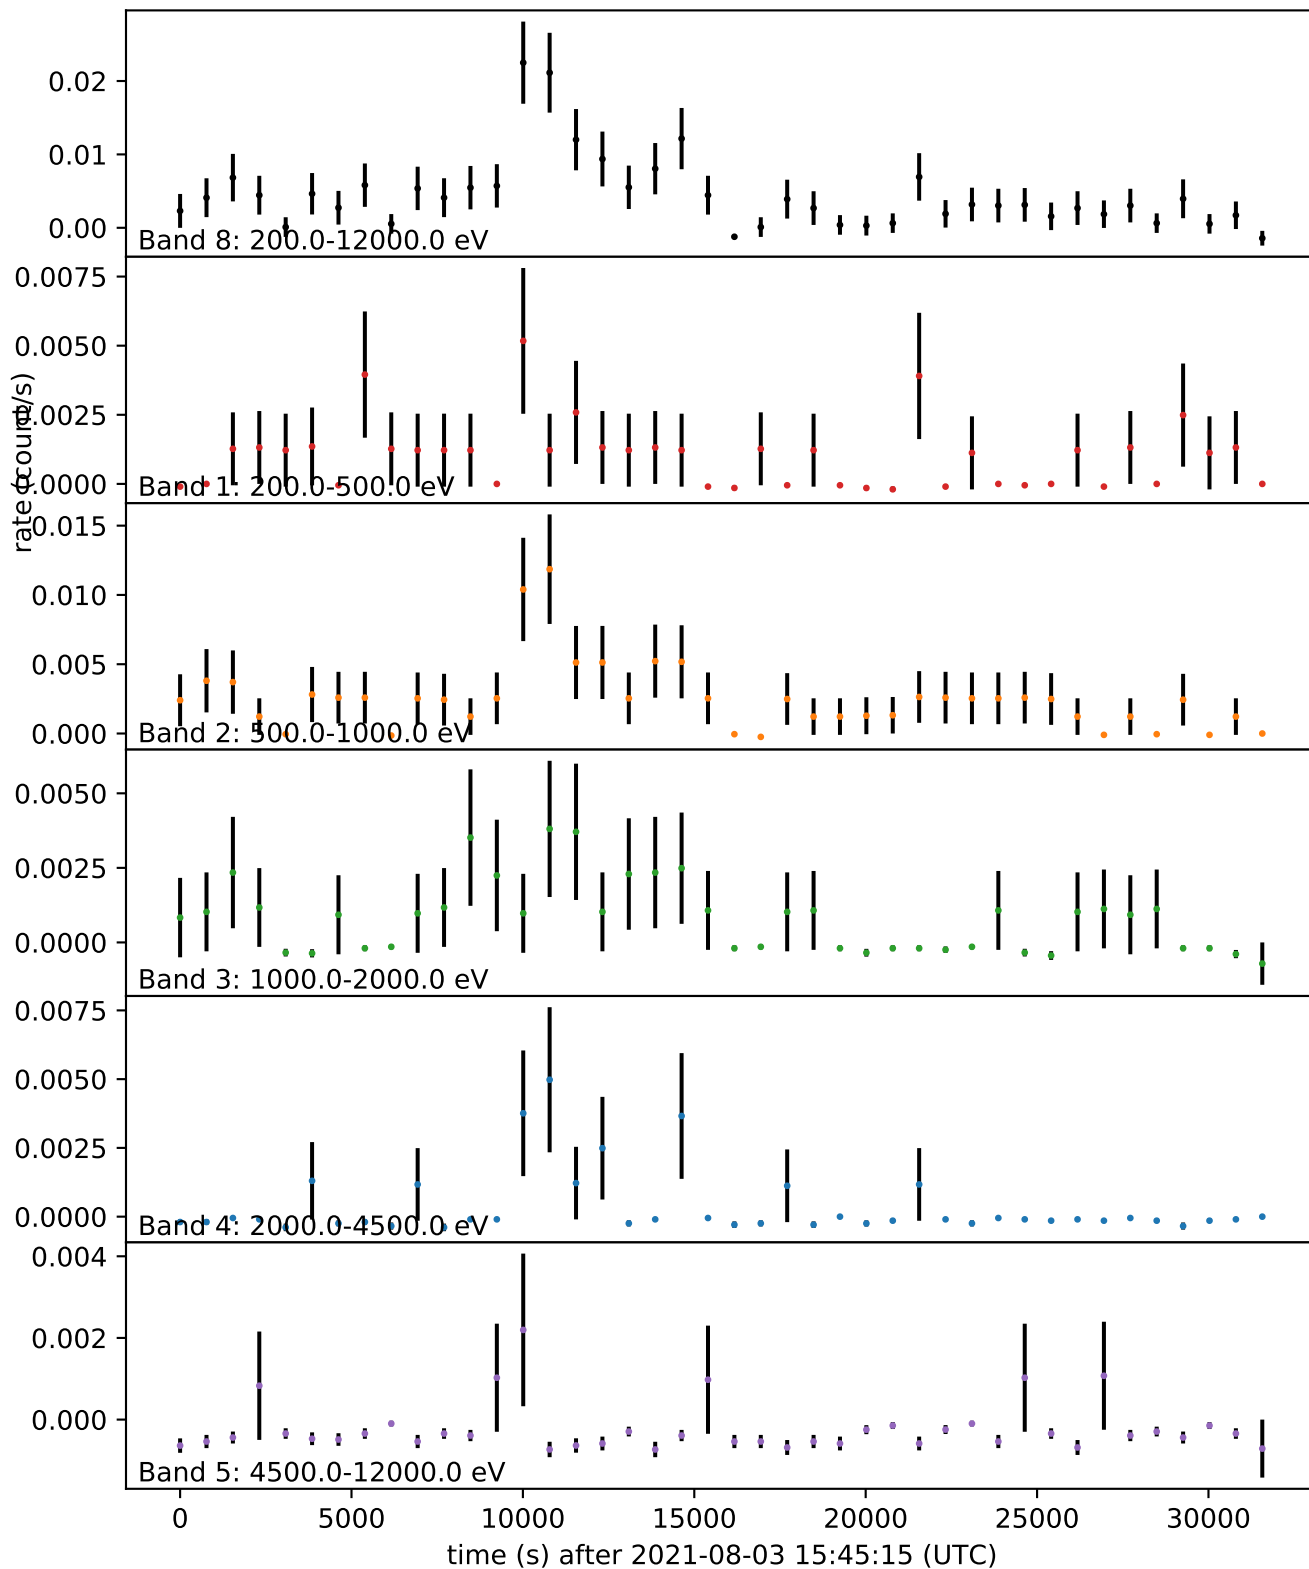 0.02
0.01
0.00
Band 8: 200.0-12000.0 eV
0.0075
0.0050
0.0025
0.0000
Band 1: 200.0-500.0 eV
rate (count/s)
0.015
0.010
0.005
0.000
Band 2: 500.0-1000.0 eV
0.0050
0.0025
0.0000
Band 3: 1000.0-2000.0 eV
0.0075
0.0050
0.0025
0.0000
Band 4: 2000.0-4500.0 eV
0.004
0.002
0.000
Band 5: 4500.0-12000.0 eV
0 5000 10000 15000 20000 25000 30000
time (s) after 2021-08-03 15:45:15 (UTC)